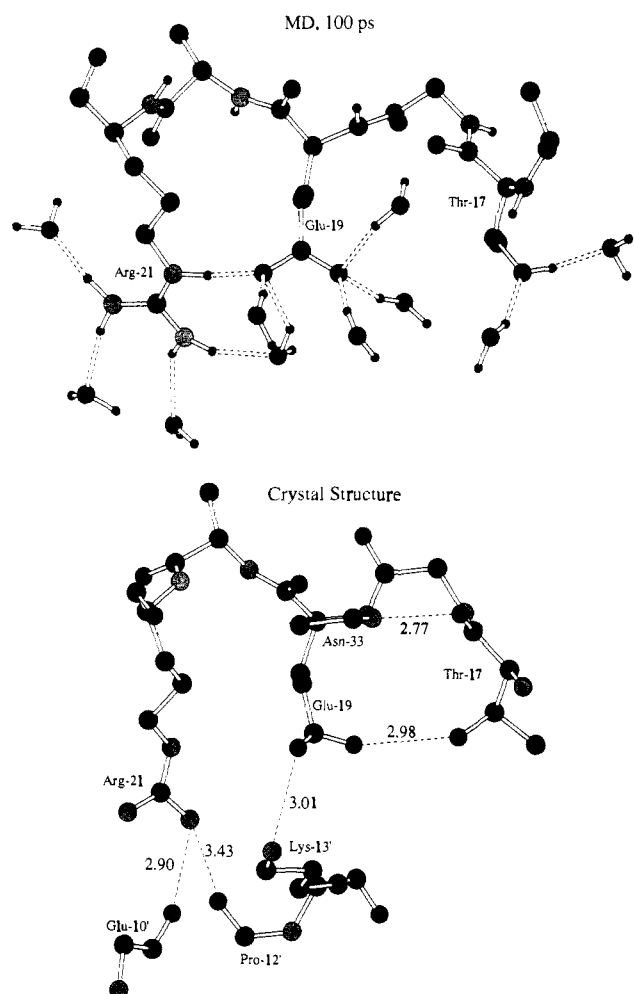 MD, 100 ps
Glu-19
Thr-17
Arg-21
Crystal Structure
Asn-33
2.77
Thr-17
Glu-19
2.98
Arg-21
3.01
Lys-13'
2.90
3.43
Glu-10'
Pro-12'